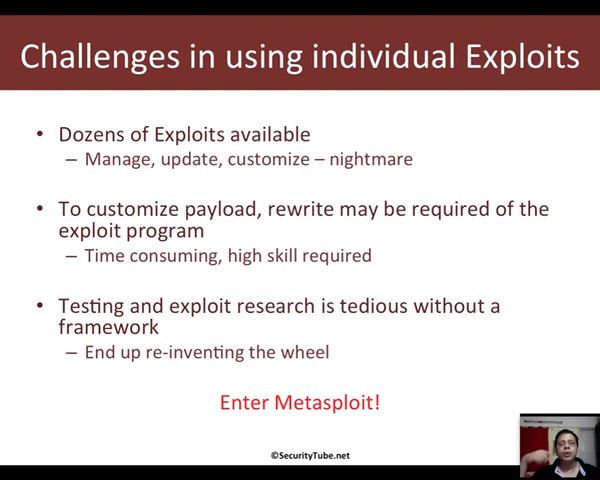 Challenges in using individual Exploits
• Dozens of Exploits available
– Manage, update, customize – nightmare
• To customize payload, rewrite may be required of the
exploit program
– Time consuming, high skill required
• Testing and exploit research is tedious without a
framework
– End up re-inventing the wheel
Enter Metasploit!
©SecurityTube.net